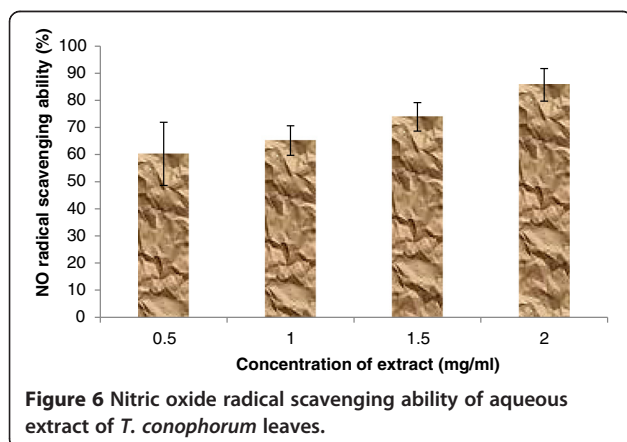 100
90
80
70
60
50
40
30
20
10
0
NO radical scavenging ability (%)
0.5 1 1.5 2
Concentration of extract (mg/ml)
Figure 6 Nitric oxide radical scavenging ability of aqueous
extract of T. conophorum leaves.